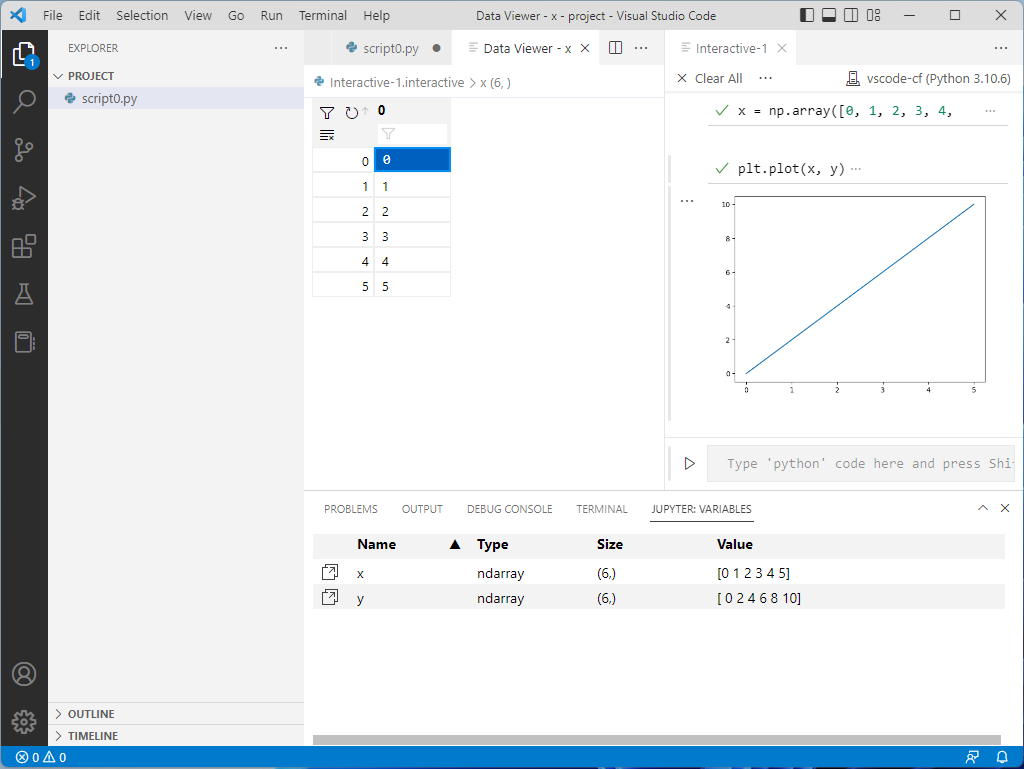 File Edit Selection View Go Run Terminal Help Data Viewer - x - project - Visual Studio Code
1
EXPLORER
PROJECT
script0.py
OUTLINE
TIMELINE
script0.py Data Viewer - x
Interactive-1.interactive > x (6, )
0
0 0
1 1
2 2
3 3
4 4
5 5
Interactive-1
Clear All vscode-cf (Python 3.10.6)
x = np.array([0, 1, 2, 3, 4,
plt.plot(x, y)
10
8
6
4
2
0
0 1 2 3 4 5
Type 'python' code here and press Shi
PROBLEMS OUTPUT DEBUG CONSOLE TERMINAL JUPYTER: VARIABLES
Name Type Size Value
x ndarray (6,) [0 1 2 3 4 5]
y ndarray (6,) [ 0 2 4 6 8 10]
0 0